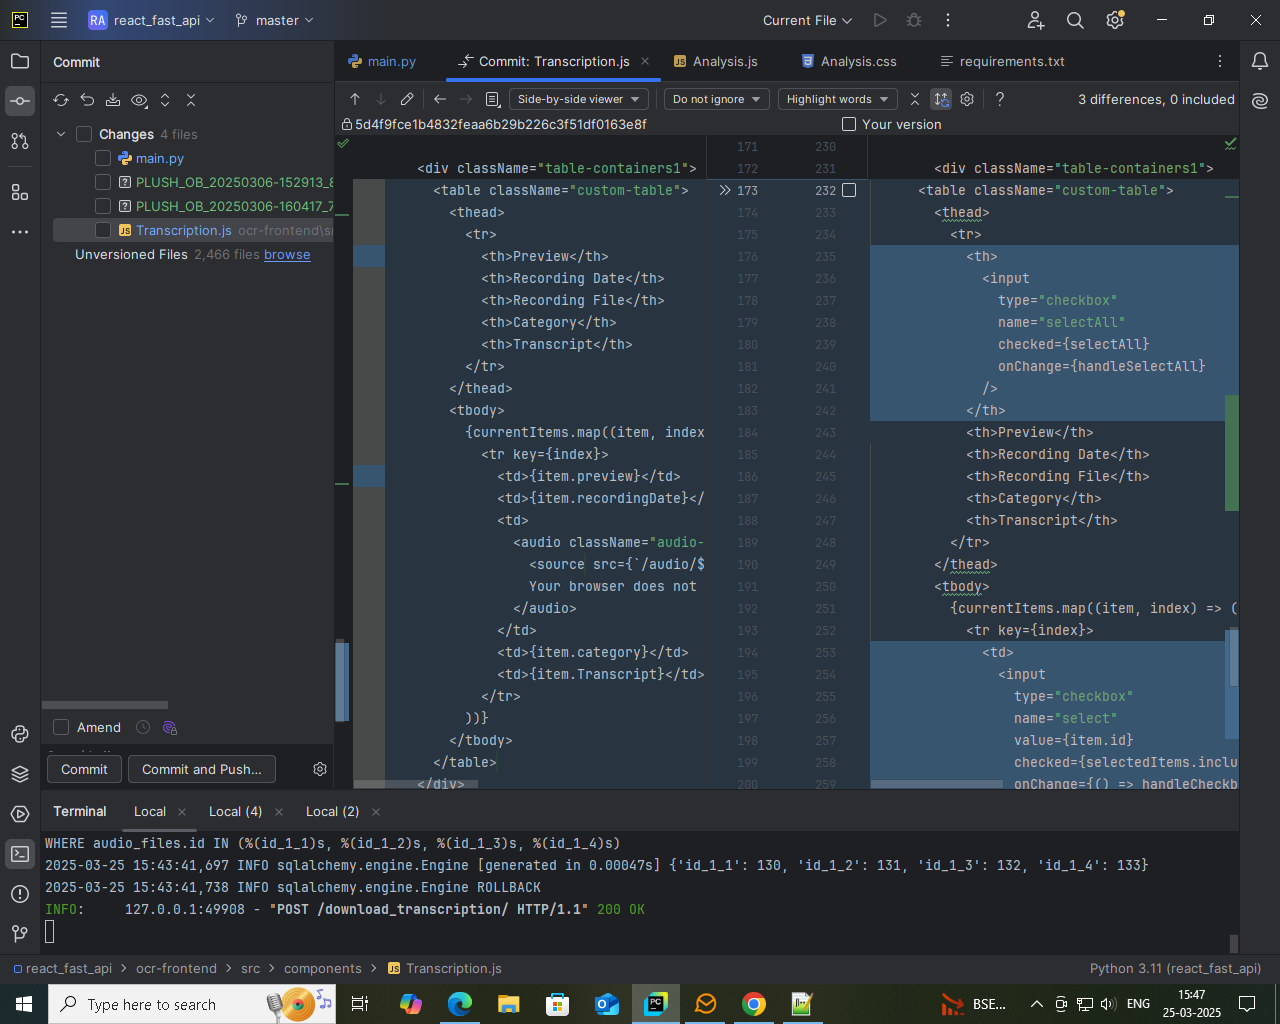 PC
RA
react_fast_api
master
Current File
Commit
main.py
Commit: Transcription.js
Analysis.js
Analysis.css
requirements.txt
Side-by-side viewer
Do not ignore
Highlight words
?
3 differences, 0 included
5d4f9fce1b4832feaa6b29b226c3f51df0163e8f
Your version
Changes 4 files
main.py
PLUSH_OB_20250306-152913_8
PLUSH_OB_20250306-160417_7
Transcription.js ocr-frontend\sr
Unversioned Files 2,466 files browse
Amend
Commit
Commit and Push...
171 230
<div className="table-containers1"> 172 231 <div className="table-containers1">
<table className="custom-table"> 173 232 <table className="custom-table">
<thead> 174 233 <thead>
<tr> 175 234 <tr>
<th>Preview</th> 176 235 <th>
<th>Recording Date</th> 177 236 <input
<th>Recording File</th> 178 237 type="checkbox"
<th>Category</th> 179 238 name="selectAll"
<th>Transcript</th> 180 239 checked={selectAll}
</tr> 181 240 onChange={handleSelectAll}
</thead> 182 241 />
<tbody> 183 242 </th>
{currentItems.map((item, index 184 243 <th>Preview</th>
<tr key={index}> 185 244 <th>Recording Date</th>
<td>{item.preview}</td> 186 245 <th>Recording File</th>
<td>{item.recordingDate}</ 187 246 <th>Category</th>
<td> 188 247 <th>Transcript</th>
<audio className="audio- 189 248 </tr>
<source src={`/audio/$ 190 249 </thead>
Your browser does not 191 250 <tbody>
</audio> 192 251 {currentItems.map((item, index) => (
</td> 193 252 <tr key={index}>
<td>{item.category}</td> 194 253 <td>
<td>{item.Transcript}</td> 195 254 <input
</tr> 196 255 type="checkbox"
))} 197 256 name="select"
</tbody> 198 257 value={item.id}
</table> 199 258 checked={selectedItems.inclu
</div> 200 259 onChange={() => handleCheckb
Terminal
Local
Local (4)
Local (2)
WHERE audio_files.id IN (%(id_1_1)s, %(id_1_2)s, %(id_1_3)s, %(id_1_4)s)
2025-03-25 15:43:41,697 INFO sqlalchemy.engine.Engine [generated in 0.00047s] {'id_1_1': 130, 'id_1_2': 131, 'id_1_3': 132, 'id_1_4': 133}
2025-03-25 15:43:41,738 INFO sqlalchemy.engine.Engine ROLLBACK
INFO: 127.0.0.1:49908 - "POST /download_transcription/ HTTP/1.1" 200 OK
react_fast_api > ocr-frontend > src > components > Transcription.js
Python 3.11 (react_fast_api)
Type here to search
BSE...
ENG
15:47
25-03-2025